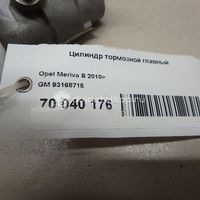 Цилиндр тормозной главный
Opel Meriva B 2010>
GM 93168715
70 040 176